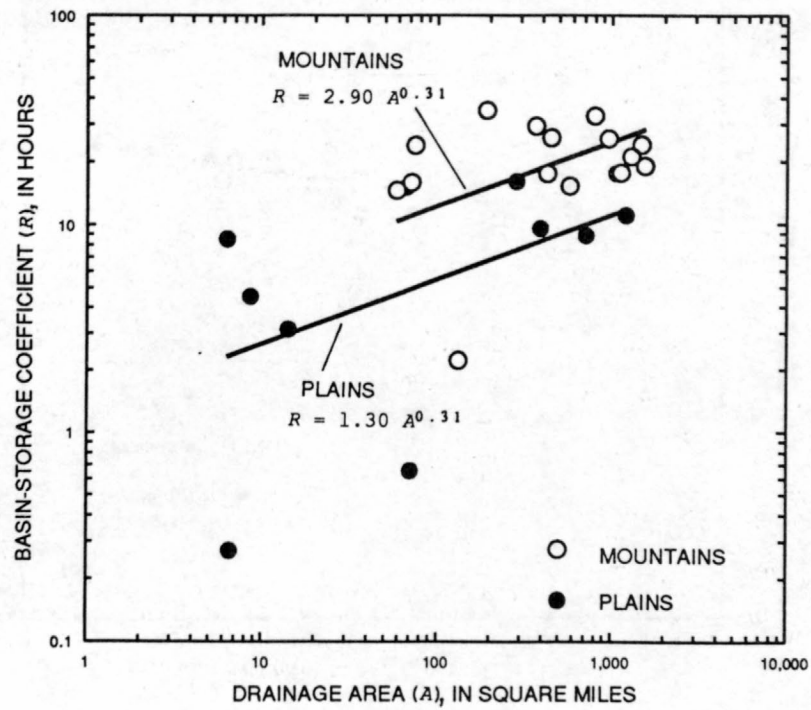 100
MOUNTAINS
R = 2.90 A^0.31
10
PLAINS
R = 1.30 A^0.31
1
MOUNTAINS
PLAINS
0.1
1
10
100
1,000
10,000
BASIN-STORAGE COEFFICIENT (R), IN HOURS
DRAINAGE AREA (A), IN SQUARE MILES